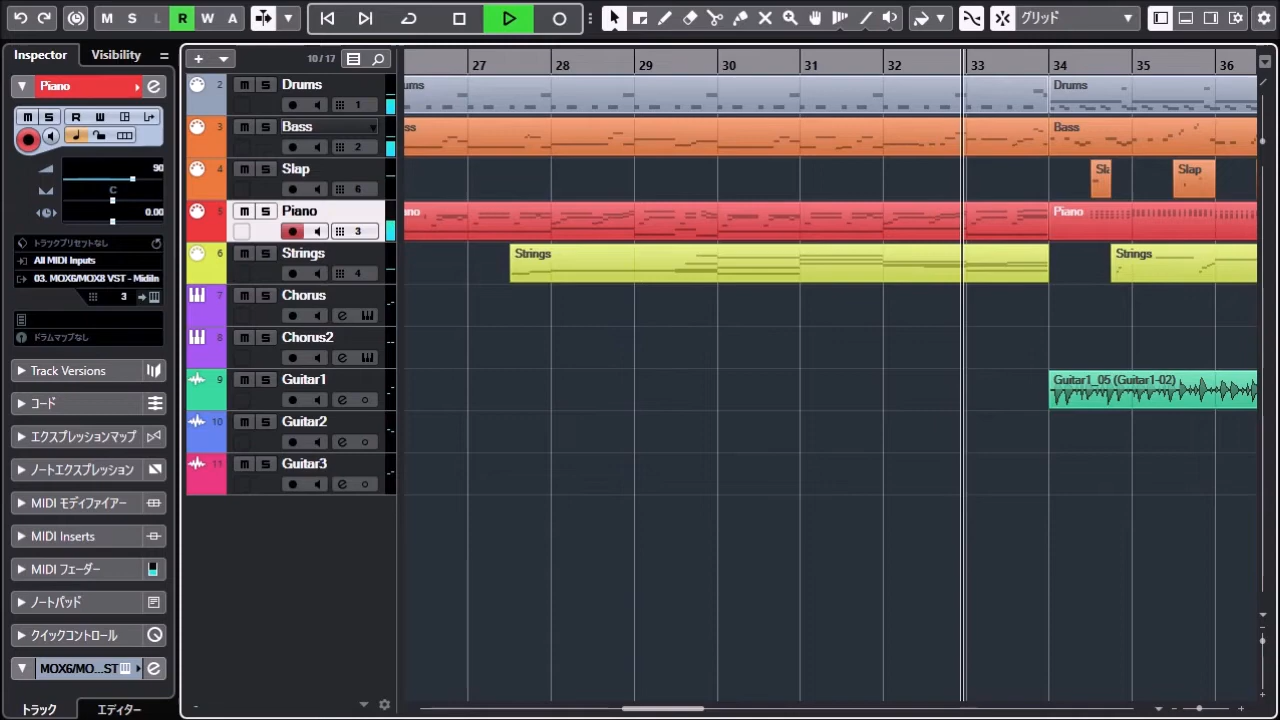 M S L R W A グリッド
Inspector Visibility
10 / 17
27 28 29 30 31 32 33 34 35 36
Piano
m S R W
90
C
0.00
トラックプリセットなし
All MIDI Inputs
03. MOX6/MOX8 VST - MidiIn
3
ドラムマップなし
Track Versions
コード
エクスプレッションマップ
ノートエクスプレッション
MIDI モディファイアー
MIDI Inserts
MIDI フェーダー
ノートパッド
クイックコントロール
MOX6/MO...ST
トラック エディター
2 m S Drums
1
3 m S Bass
2
4 m S Slap
6
5 m S Piano
3
6 m S Strings
4
7 m S Chorus
8 m S Chorus2
9 m S Guitar1
10 m S Guitar2
11 m S Guitar3
ums Drums
ss Bass
Sla Slap
ano Piano
Strings Strings
Guitar1_05 (Guitar1-02)